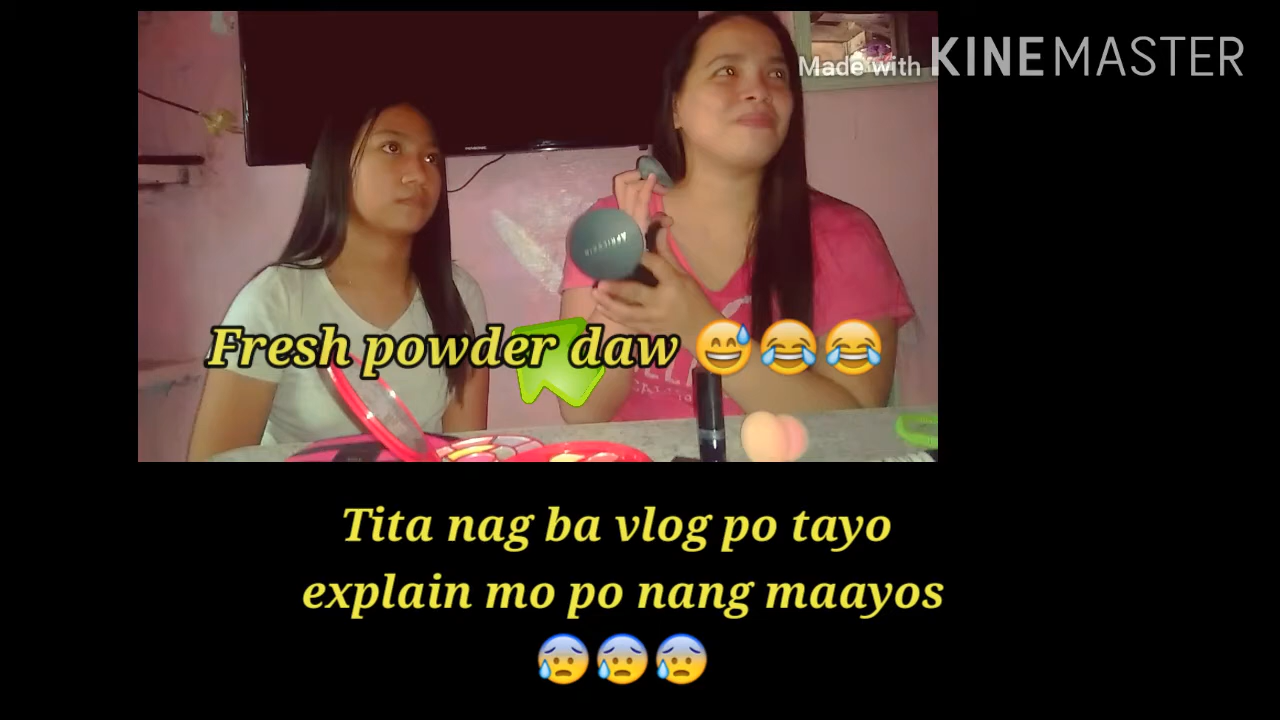 Made with KINEMASTER
Fresh powder daw 😅😂😂
Tita nag ba vlog po tayo
explain mo po nang maayos
😰😰😰